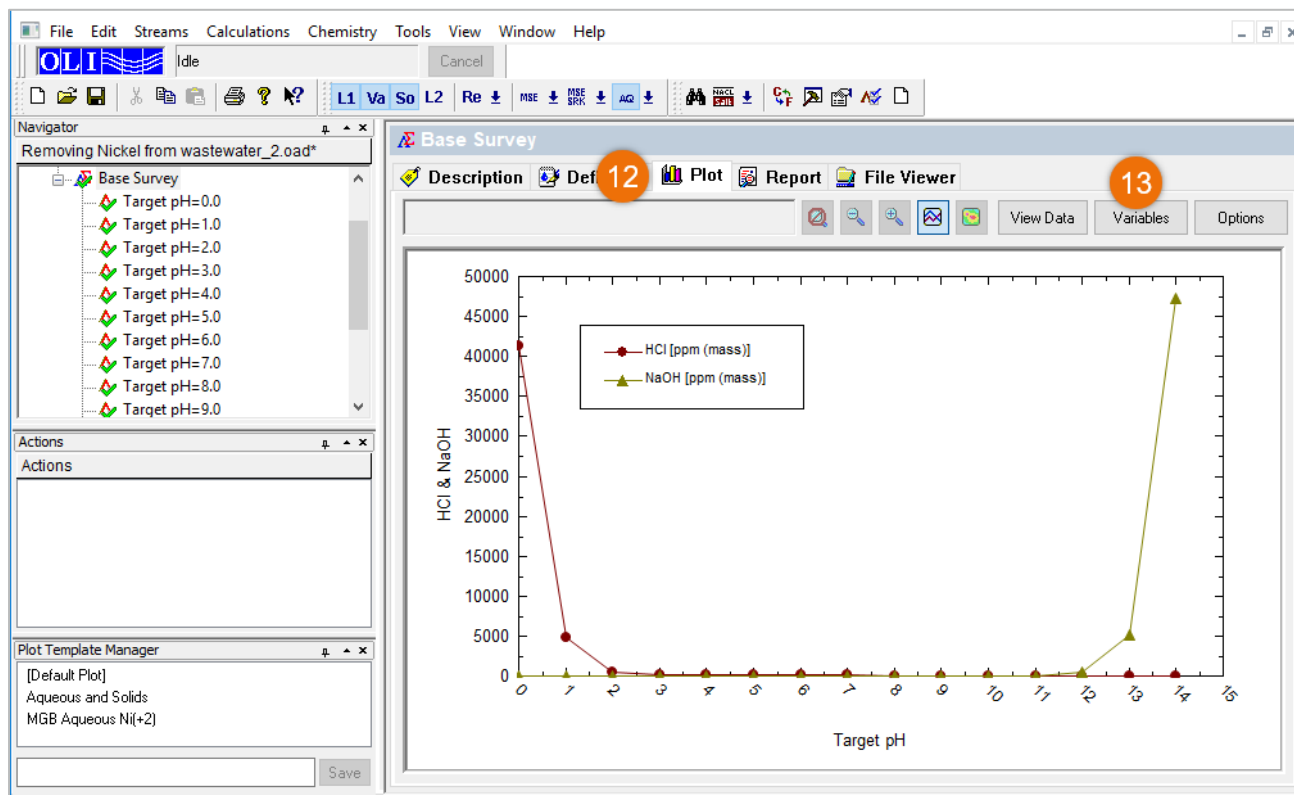 File Edit Streams Calculations Chemistry Tools View Window Help
OLI Idle Cancel
L1 Va So L2 Re MSE MSE SRK AQ NACL
Navigator
Removing Nickel from wastewater_2.oad*
Base Survey
Target pH=0.0
Target pH=1.0
Target pH=2.0
Target pH=3.0
Target pH=4.0
Target pH=5.0
Target pH=6.0
Target pH=7.0
Target pH=8.0
Target pH=9.0
Actions
Actions
Plot Template Manager
[Default Plot]
Aqueous and Solids
MGB Aqueous Ni(+2)
Save
Base Survey
12 13
Description Plot Report File Viewer
View Data Variables Options
50000
45000
40000
35000
30000
25000
20000
15000
10000
5000
0
HCl & NaOH
HCl [ppm (mass)]
NaOH [ppm (mass)]
0 1 2 3 4 5 6 7 8 9 10 11 12 13 14 15
Target pH